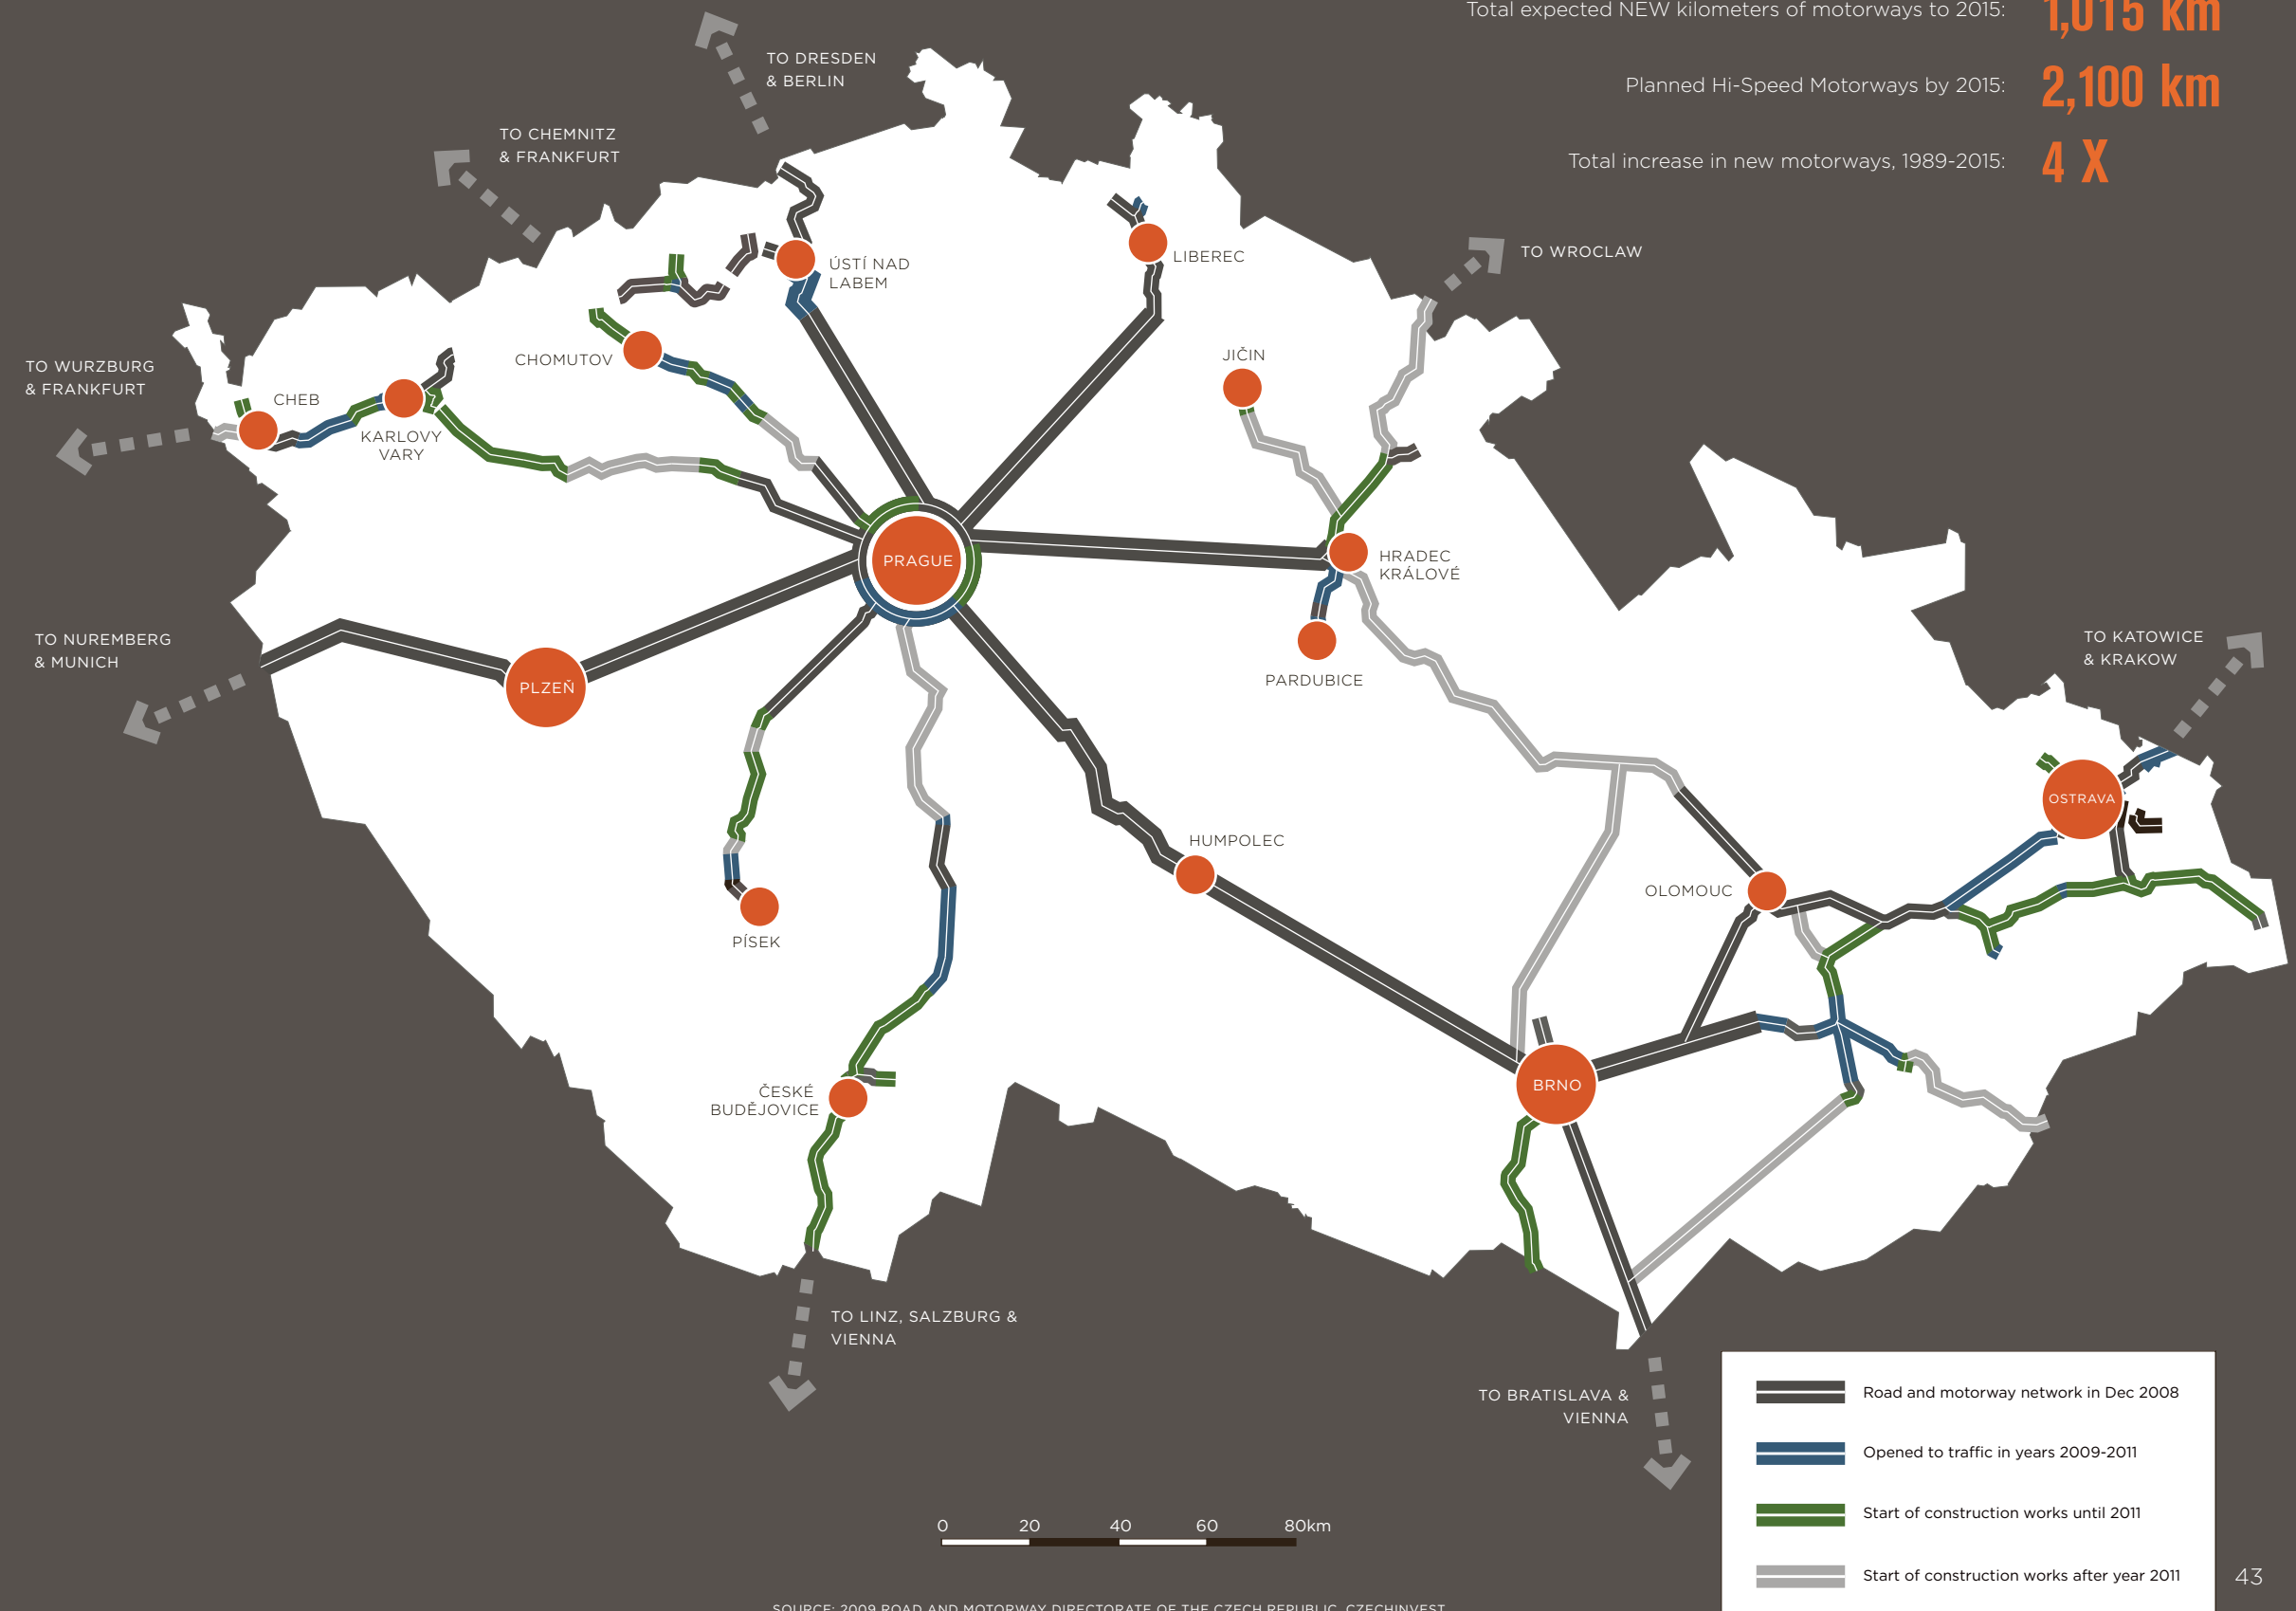 Total expected NEW kilometers of motorways to 2015: 1,015 km
Planned Hi-Speed Motorways by 2015: 2,100 km
Total increase in new motorways, 1989-2015: 4 X
TO DRESDEN
& BERLIN
TO CHEMNITZ
& FRANKFURT
TO WROCLAW
ÚSTÍ NAD
LABEM
LIBEREC
CHOMUTOV
JIČIN
TO WURZBURG
& FRANKFURT
CHEB
KARLOVY
VARY
PRAGUE
HRADEC
KRÁLOVÉ
TO NUREMBERG
& MUNICH
PLZEŇ
PARDUBICE
TO KATOWICE
& KRAKOW
OSTRAVA
HUMPOLEC
OLOMOUC
PÍSEK
BRNO
ČESKÉ
BUDĚJOVICE
TO LINZ, SALZBURG &
VIENNA
TO BRATISLAVA &
VIENNA
Road and motorway network in Dec 2008
Opened to traffic in years 2009-2011
Start of construction works until 2011
Start of construction works after year 2011
0 20 40 60 80km
43
SOURCE: 2009 ROAD AND MOTORWAY DIRECTORATE OF THE CZECH REPUBLIC, CZECHINVEST